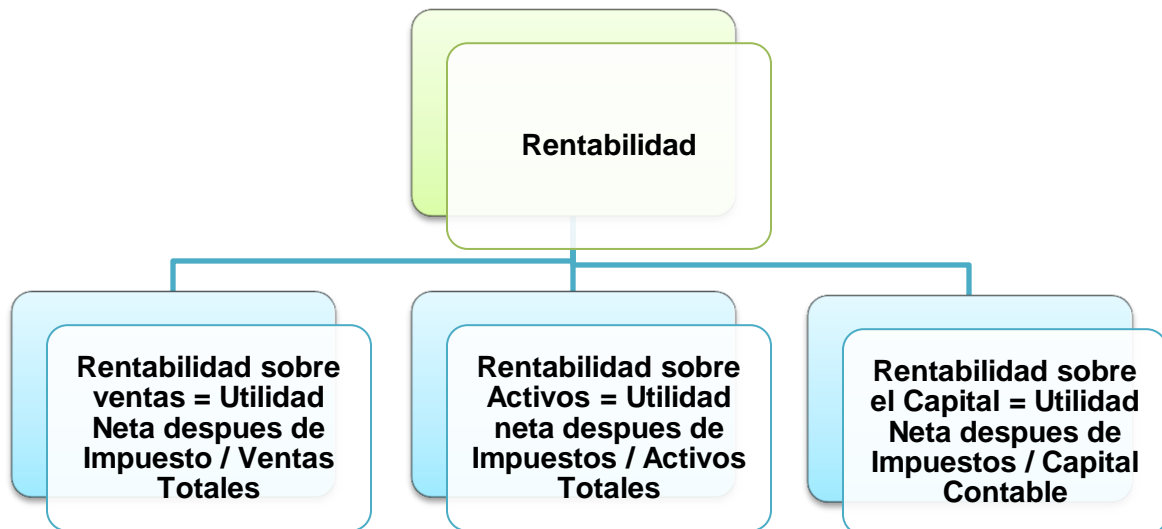 Rentabilidad
Rentabilidad sobre
ventas = Utilidad
Neta despues de
Impuesto / Ventas
Totales
Rentabilidad sobre
Activos = Utilidad
neta despues de
Impuestos / Activos
Totales
Rentabilidad sobre
el Capital = Utilidad
Neta despues de
Impuestos / Capital
Contable